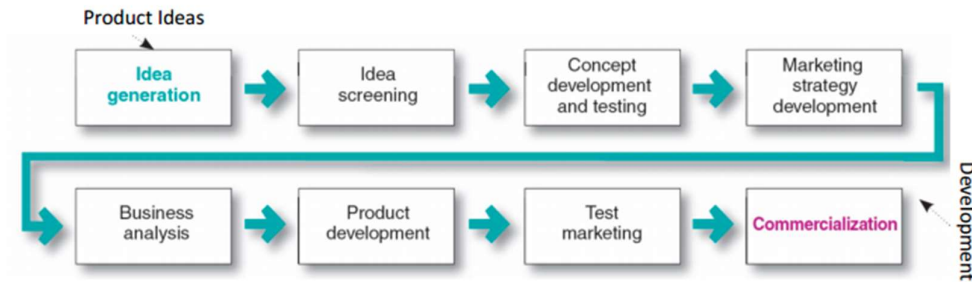 Product Ideas
Idea
generation
Idea
screening
Concept
development
and testing
Marketing
strategy
development
Development
Business
analysis
Product
development
Test
marketing
Commercialization